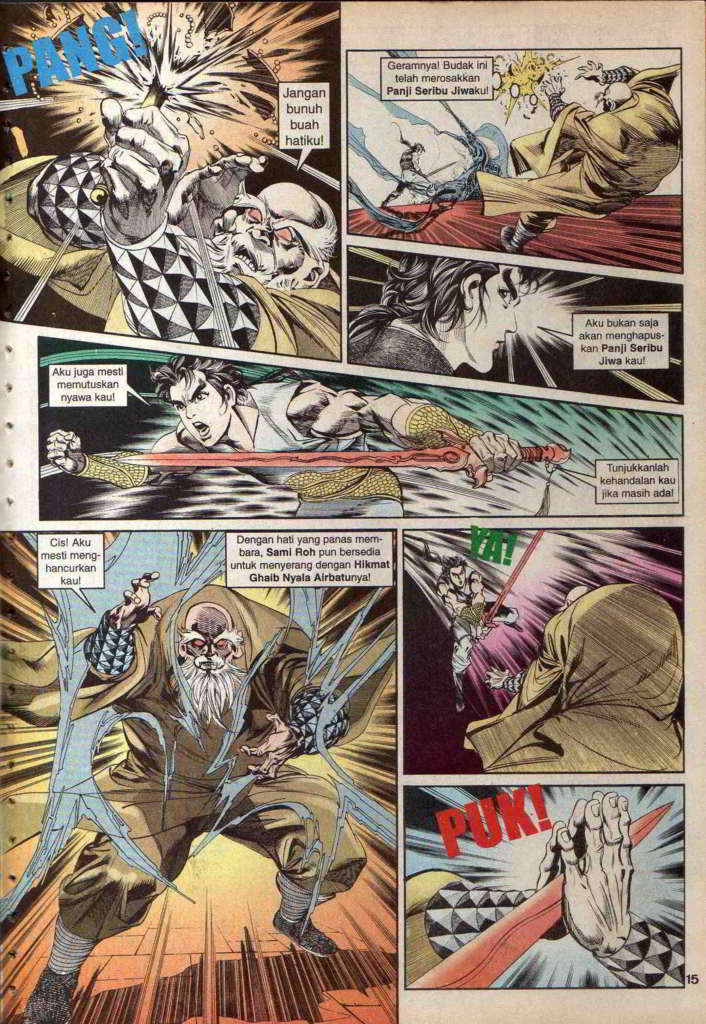 PANG!
Jangan
bunuh
buah
hatiku!
Geramnya! Budak ini
telah merosakkan
Panji Seribu Jiwaku!
Aku bukan saja
akan menghapus-
kan Panji Seribu
Jiwa kau!
Aku juga mesti
memutuskan
nyawa kau!
Tunjukkanlah
kehandalan kau
jika masih ada!
Cis! Aku
mesti meng-
hancurkan
kau!
Dengan hati yang panas mem-
bara, Sami Roh pun bersedia
untuk menyerang dengan Hikmat
Ghaib Nyala Airbatunya!
YA!
PUK!
15